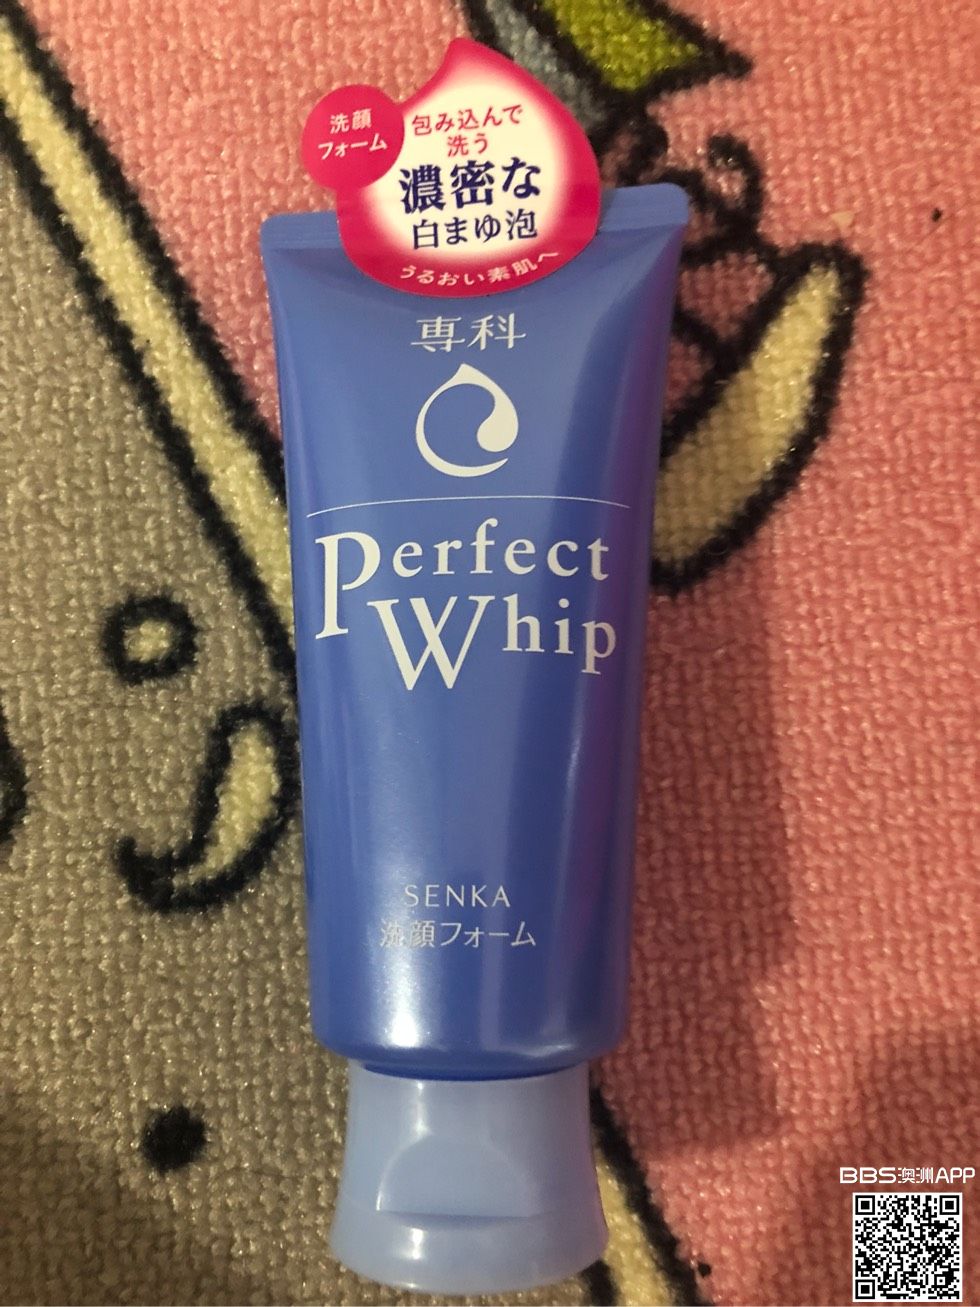 洗顔
フォーム
包み込んで
洗う
濃密な
白まゆ泡
うるおい素肌へ
専科
Perfect
Whip
SENKA
洗顔フォーム
BBS澳洲APP